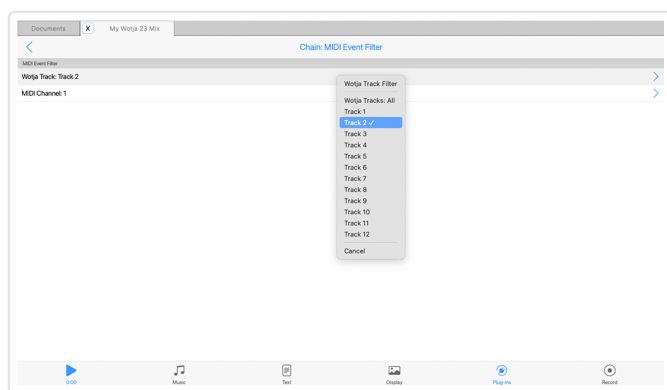 Documents X My Wotja 23 Mix
Chain: MIDI Event Filter
MIDI Event Filter
Wotja Track: Track 2
MIDI Channel: 1
Wotja Track Filter
Wotja Tracks: All
Track 1
Track 2 ✓
Track 3
Track 4
Track 5
Track 6
Track 7
Track 8
Track 9
Track 10
Track 11
Track 12
Cancel
0:00 Music Text Display Plug-ins Record